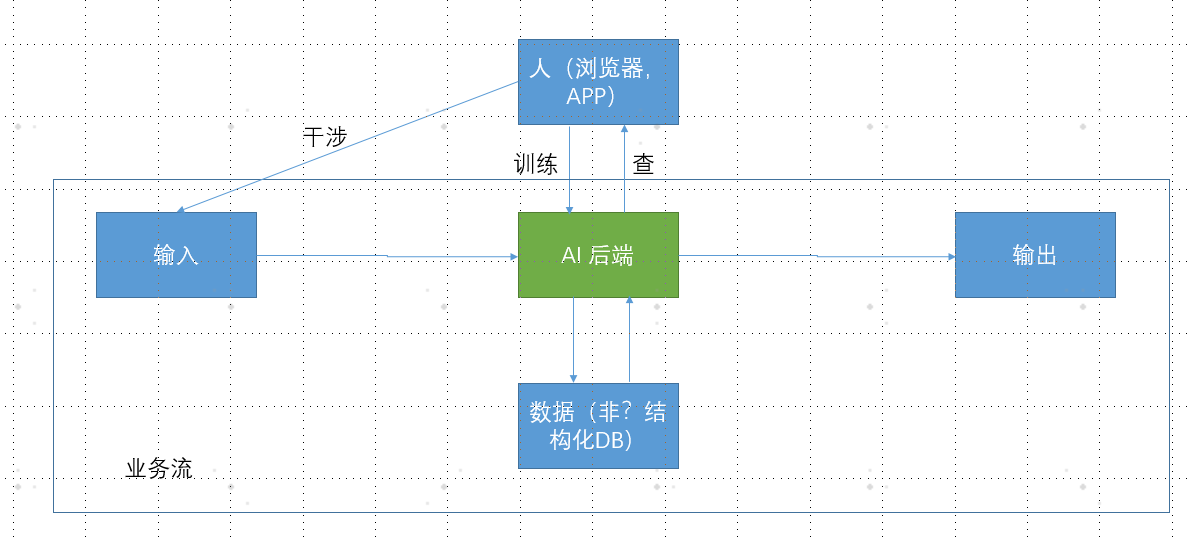 人（浏览器，
APP）
干涉
训练
查
输入
AI 后端
输出
数据（非？结
构化DB）
业务流